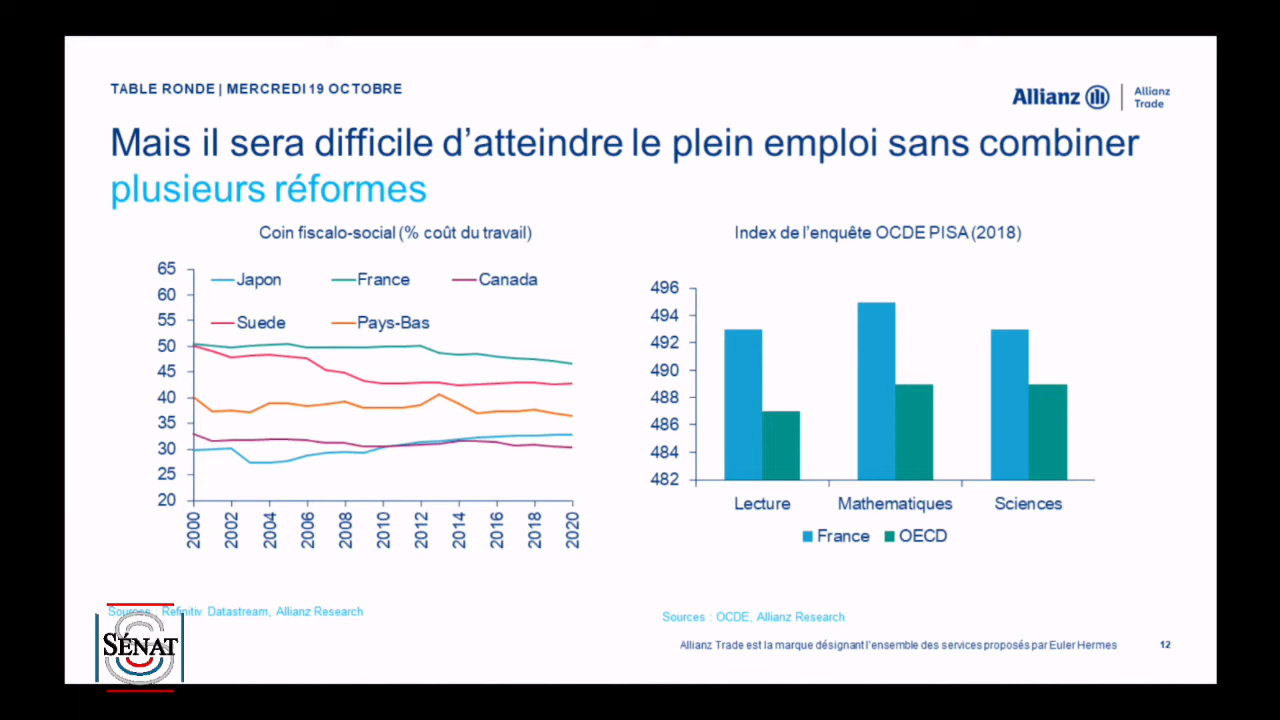 TABLE RONDE | MERCREDI 19 OCTOBRE
Allianz
Allianz
Trade
Mais il sera difficile d'atteindre le plein emploi sans combiner
plusieurs réformes
Coin fiscalo-social (% coût du travail)
65
60
55
50
45
40
35
30
25
20
Japon
France
Canada
Suede
Pays-Bas
2000
2002
2004
2006
2008
2010
2012
2014
2016
2018
2020
Sources : Refinitiv Datastream, Allianz Research
Index de l'enquête OCDE PISA (2018)
496
494
492
490
488
486
484
482
Lecture
Mathematiques
Sciences
France
OECD
Sources : OCDE, Allianz Research
SÉNAT
Allianz Trade est la marque désignant l'ensemble des services proposés par Euler Hermes
12